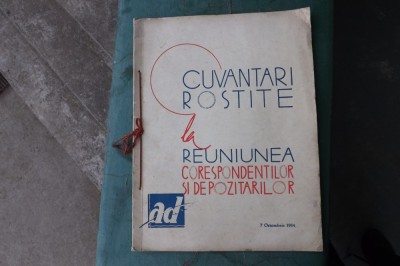 CUVANTARI
ROSTITE
la
REUNIUNEA
CORESPONDENTILOR
SI DEPOZITARILOR
ad